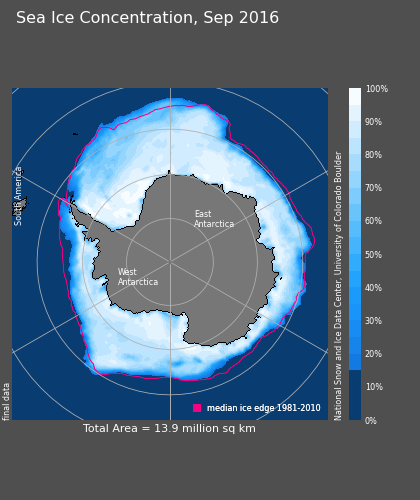 Sea Ice Concentration, Sep 2016
South America
East
Antarctica
West
Antarctica
final data
median ice edge 1981-2010
Total Area = 13.9 million sq km
National Snow and Ice Data Center, University of Colorado Boulder
100%
90%
80%
70%
60%
50%
40%
30%
20%
10%
0%